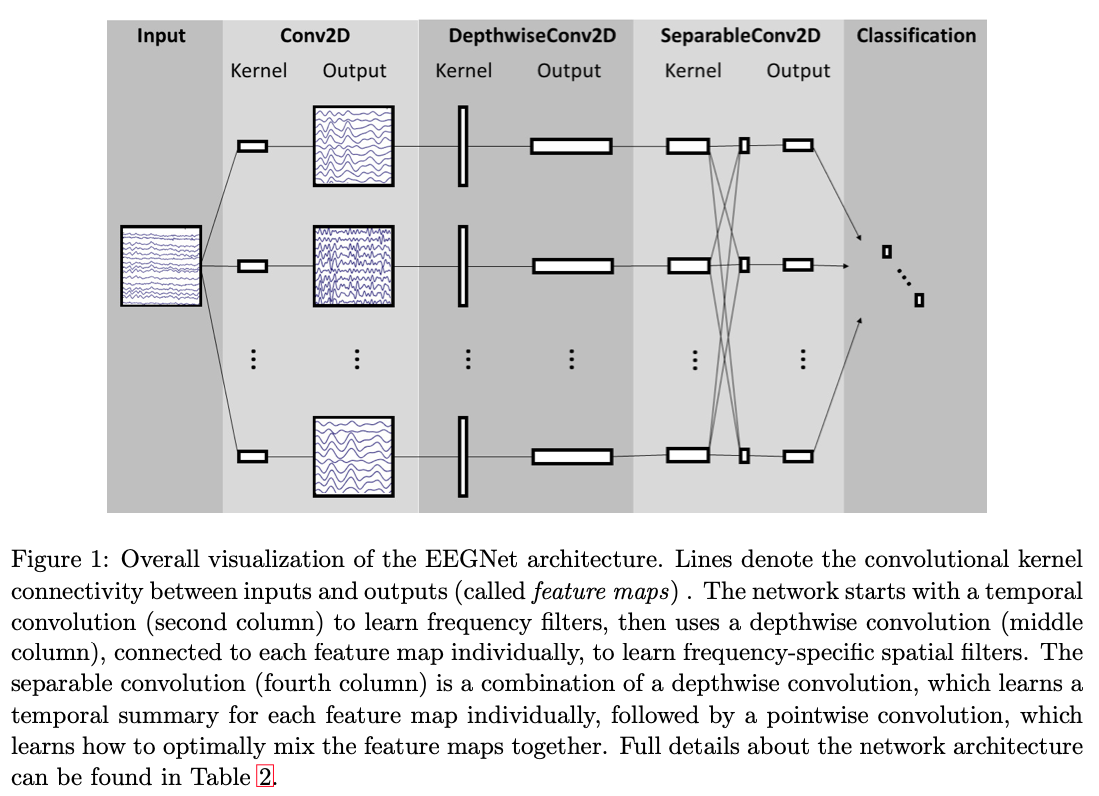 Input Conv2D DepthwiseConv2D SeparableConv2D Classification
Kernel Output Kernel Output Kernel Output
Figure 1: Overall visualization of the EEGNet architecture. Lines denote the convolutional kernel
connectivity between inputs and outputs (called feature maps) . The network starts with a temporal
convolution (second column) to learn frequency filters, then uses a depthwise convolution (middle
column), connected to each feature map individually, to learn frequency-specific spatial filters. The
separable convolution (fourth column) is a combination of a depthwise convolution, which learns a
temporal summary for each feature map individually, followed by a pointwise convolution, which
learns how to optimally mix the feature maps together. Full details about the network architecture
can be found in Table 2.